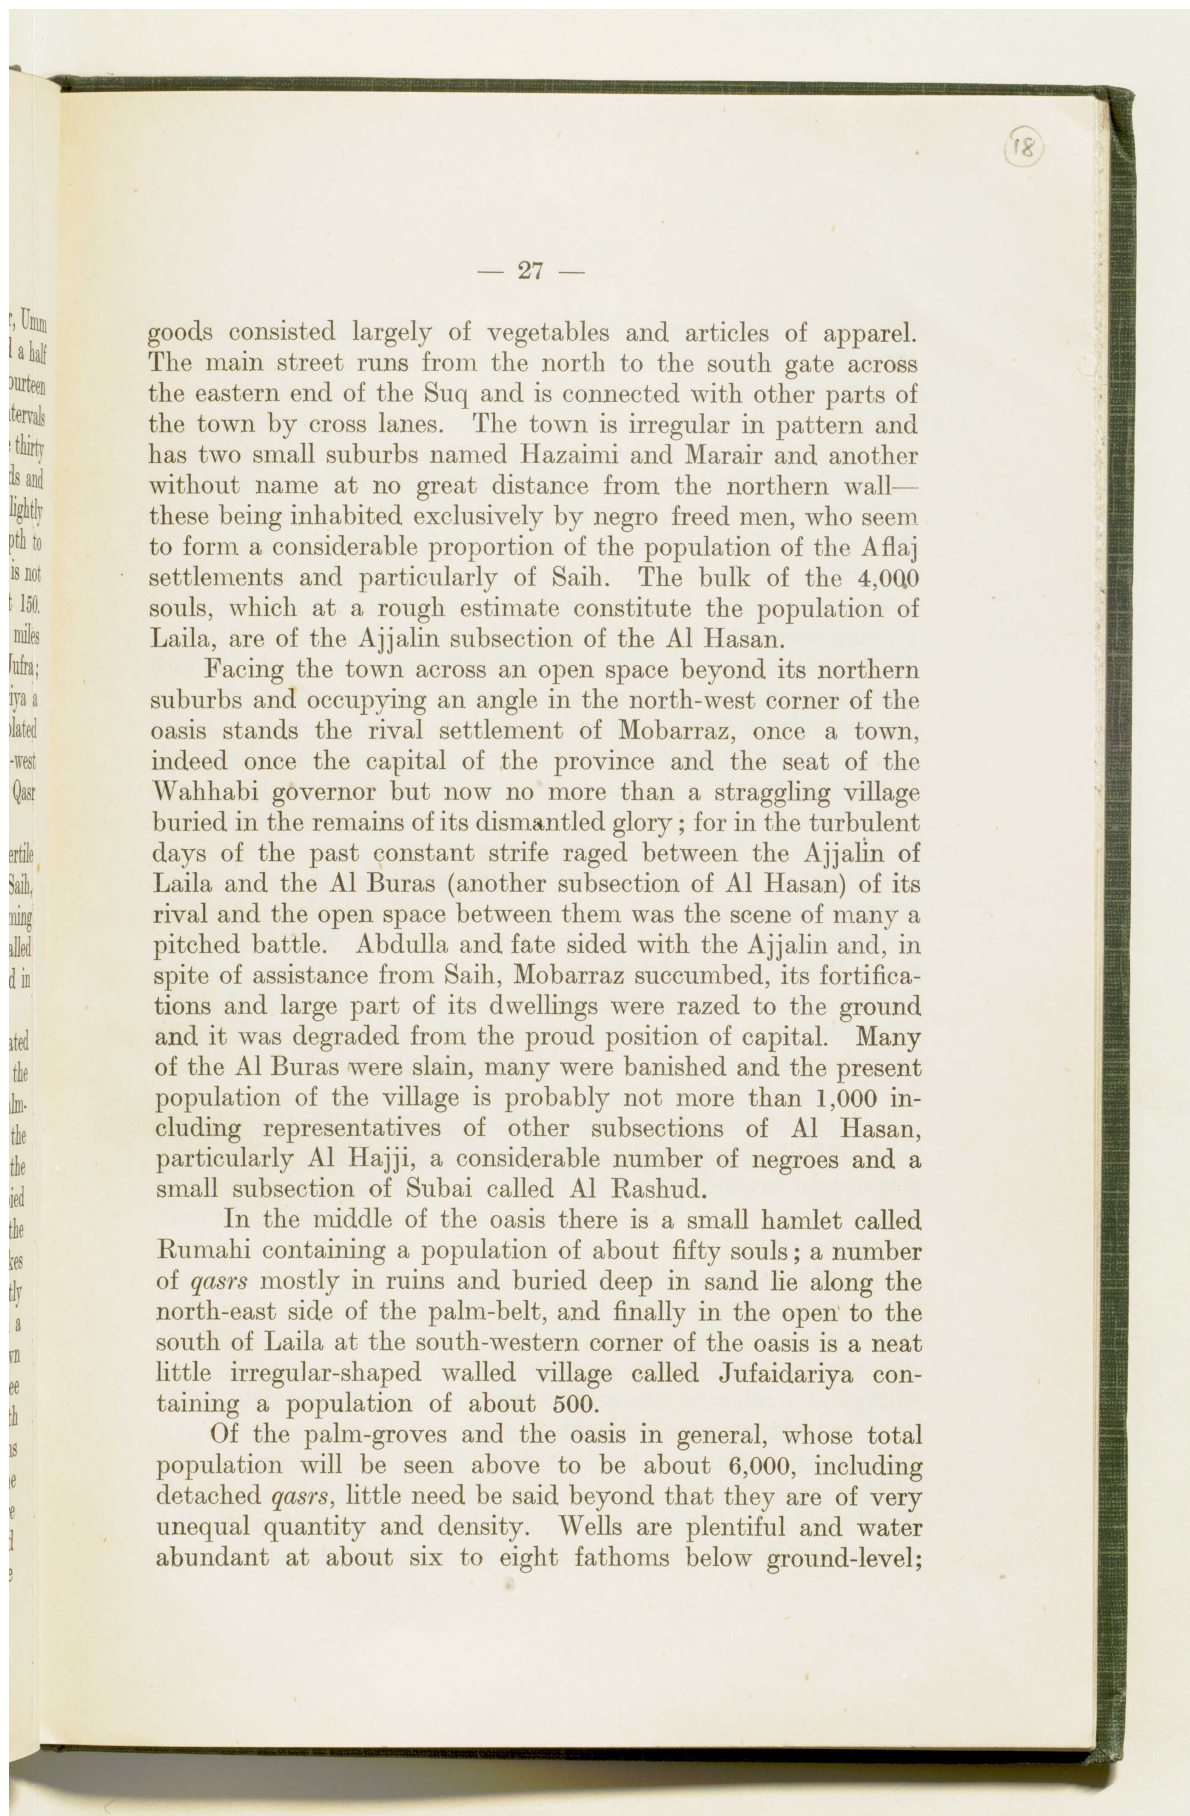 18
— 27 —
goods consisted largely of vegetables and articles of apparel.
The main street runs from the north to the south gate across
the eastern end of the Suq and is connected with other parts of
the town by cross lanes. The town is irregular in pattern and
has two small suburbs named Hazaimi and Marair and another
without name at no great distance from the northern wall—
these being inhabited exclusively by negro freed men, who seem
to form a considerable proportion of the population of the Aflaj
settlements and particularly of Saih. The bulk of the 4,000
souls, which at a rough estimate constitute the population of
Laila, are of the Ajjalin subsection of the Al Hasan.
Facing the town across an open space beyond its northern
suburbs and occupying an angle in the north-west corner of the
oasis stands the rival settlement of Mobarraz, once a town,
indeed once the capital of the province and the seat of the
Wahhabi governor but now no more than a straggling village
buried in the remains of its dismantled glory; for in the turbulent
days of the past constant strife raged between the Ajjalin of
Laila and the Al Buras (another subsection of Al Hasan) of its
rival and the open space between them was the scene of many a
pitched battle. Abdulla and fate sided with the Ajjalin and, in
spite of assistance from Saih, Mobarraz succumbed, its fortifica-
tions and large part of its dwellings were razed to the ground
and it was degraded from the proud position of capital. Many
of the Al Buras were slain, many were banished and the present
population of the village is probably not more than 1,000 in-
cluding representatives of other subsections of Al Hasan,
particularly Al Hajji, a considerable number of negroes and a
small subsection of Subai called Al Rashud.
In the middle of the oasis there is a small hamlet called
Rumahi containing a population of about fifty souls; a number
of qasrs mostly in ruins and buried deep in sand lie along the
north-east side of the palm-belt, and finally in the open to the
south of Laila at the south-western corner of the oasis is a neat
little irregular-shaped walled village called Jufaidariya con-
taining a population of about 500.
Of the palm-groves and the oasis in general, whose total
population will be seen above to be about 6,000, including
detached qasrs, little need be said beyond that they are of very
unequal quantity and density. Wells are plentiful and water
abundant at about six to eight fathoms below ground-level;